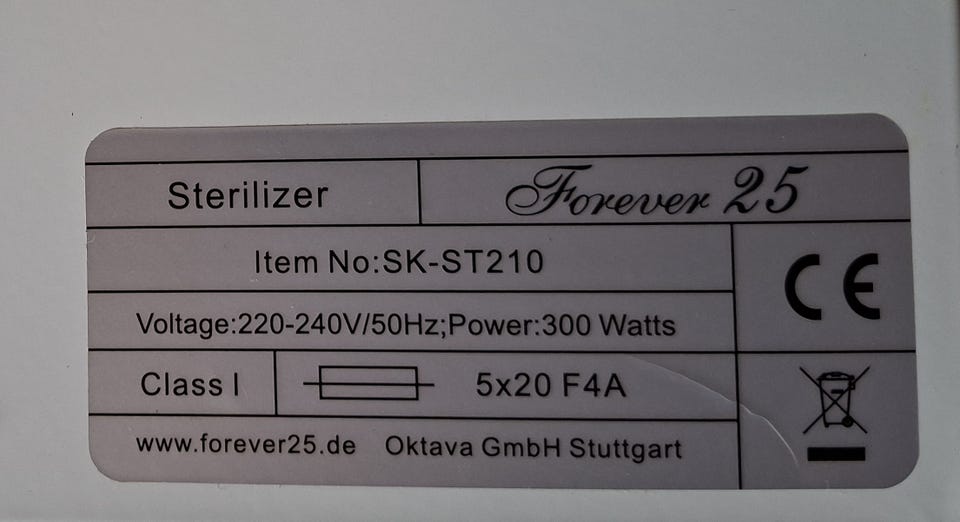 Sterilizer Forever 25
Item No:SK-ST210
CE
Voltage:220-240V/50Hz;Power:300 Watts
Class I 5x20 F4A
www.forever25.de Oktava GmbH Stuttgart